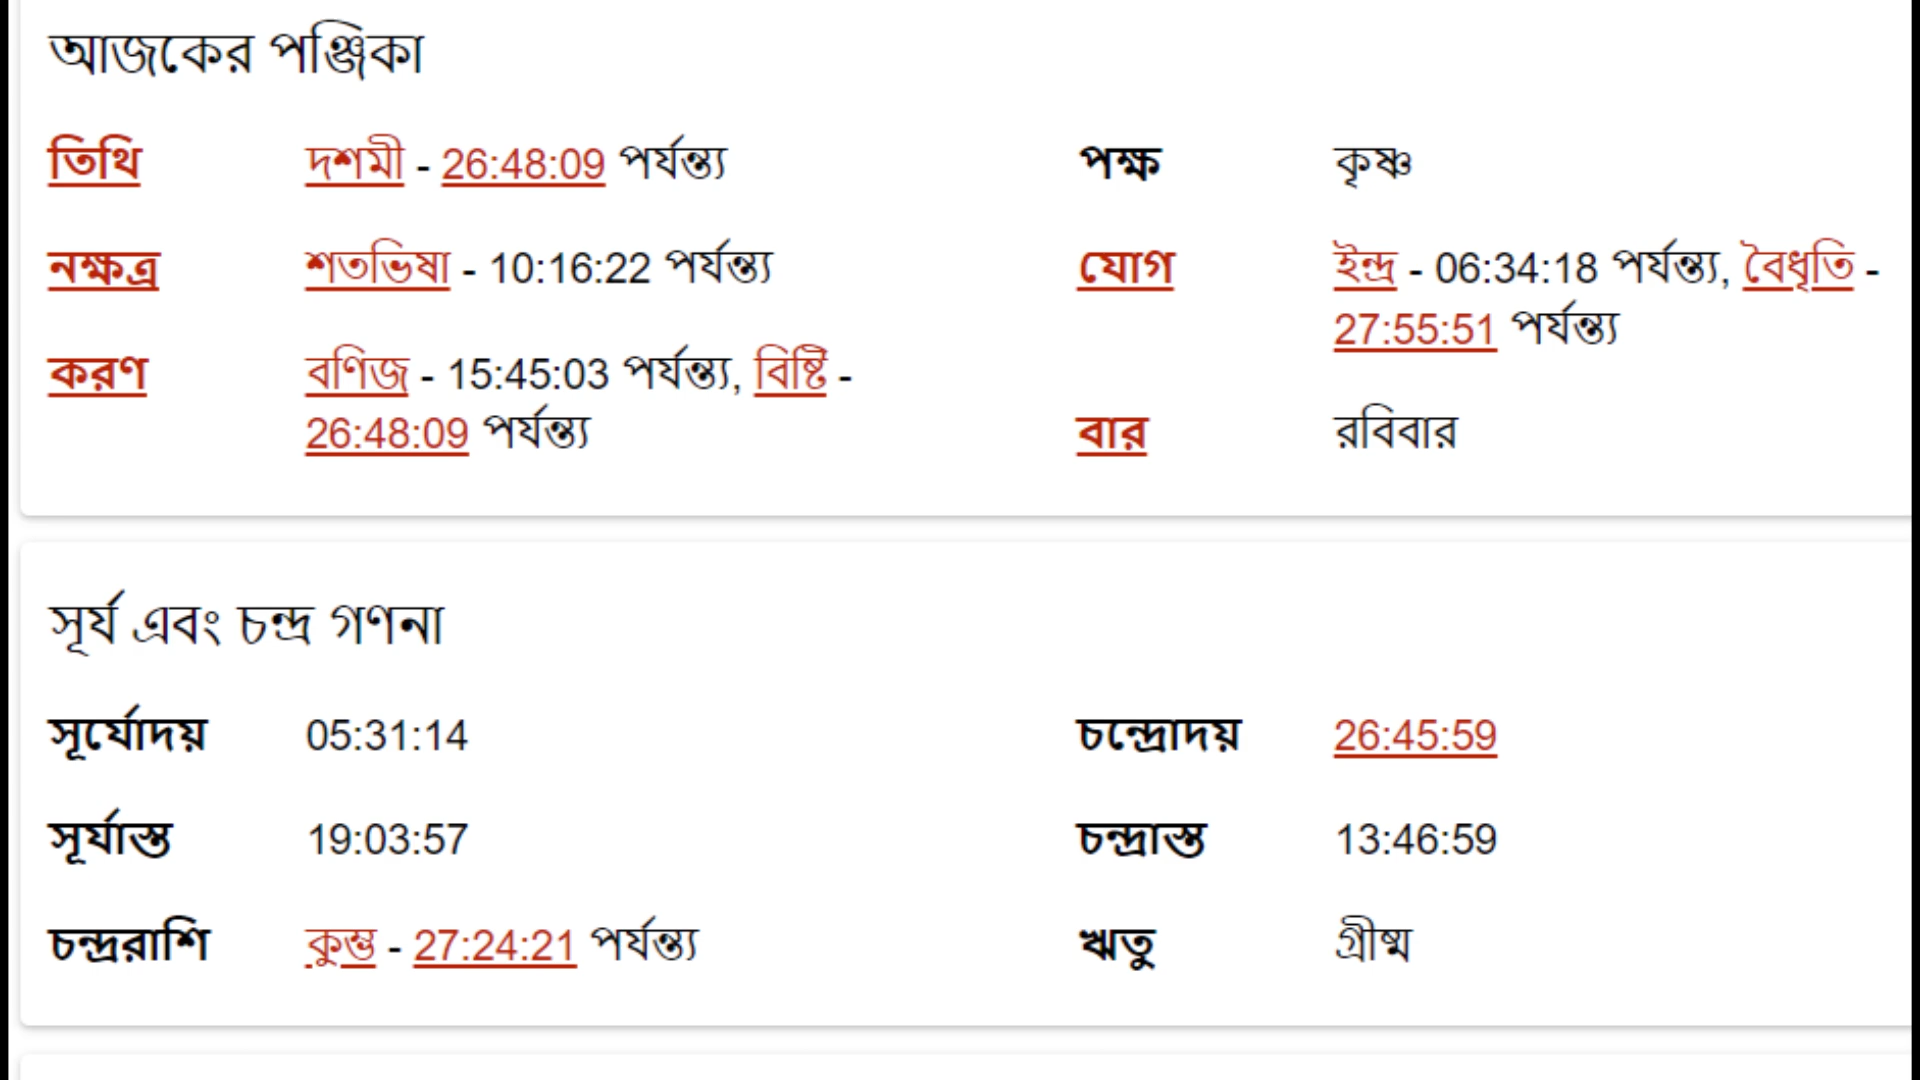 আজকের পঞ্জিকা
তিথি দশমী - 26:48:09 পর্যন্ত্য পক্ষ কৃষ্ণ
নক্ষত্র শতভিষা - 10:16:22 পর্যন্ত্য যোগ ইন্দ্র - 06:34:18 পর্যন্ত্য, বৈধৃতি -
27:55:51 পর্যন্ত্য
করণ বণিজ - 15:45:03 পর্যন্ত্য, বিষ্টি -
26:48:09 পর্যন্ত্য বার রবিবার
সূর্য এবং চন্দ্র গণনা
সূর্যোদয় 05:31:14 চন্দ্রোদয় 26:45:59
সূর্যাস্ত 19:03:57 চন্দ্রাস্ত 13:46:59
চন্দ্ররাশি কুম্ভ - 27:24:21 পর্যন্ত্য ঋতু গ্রীষ্ম